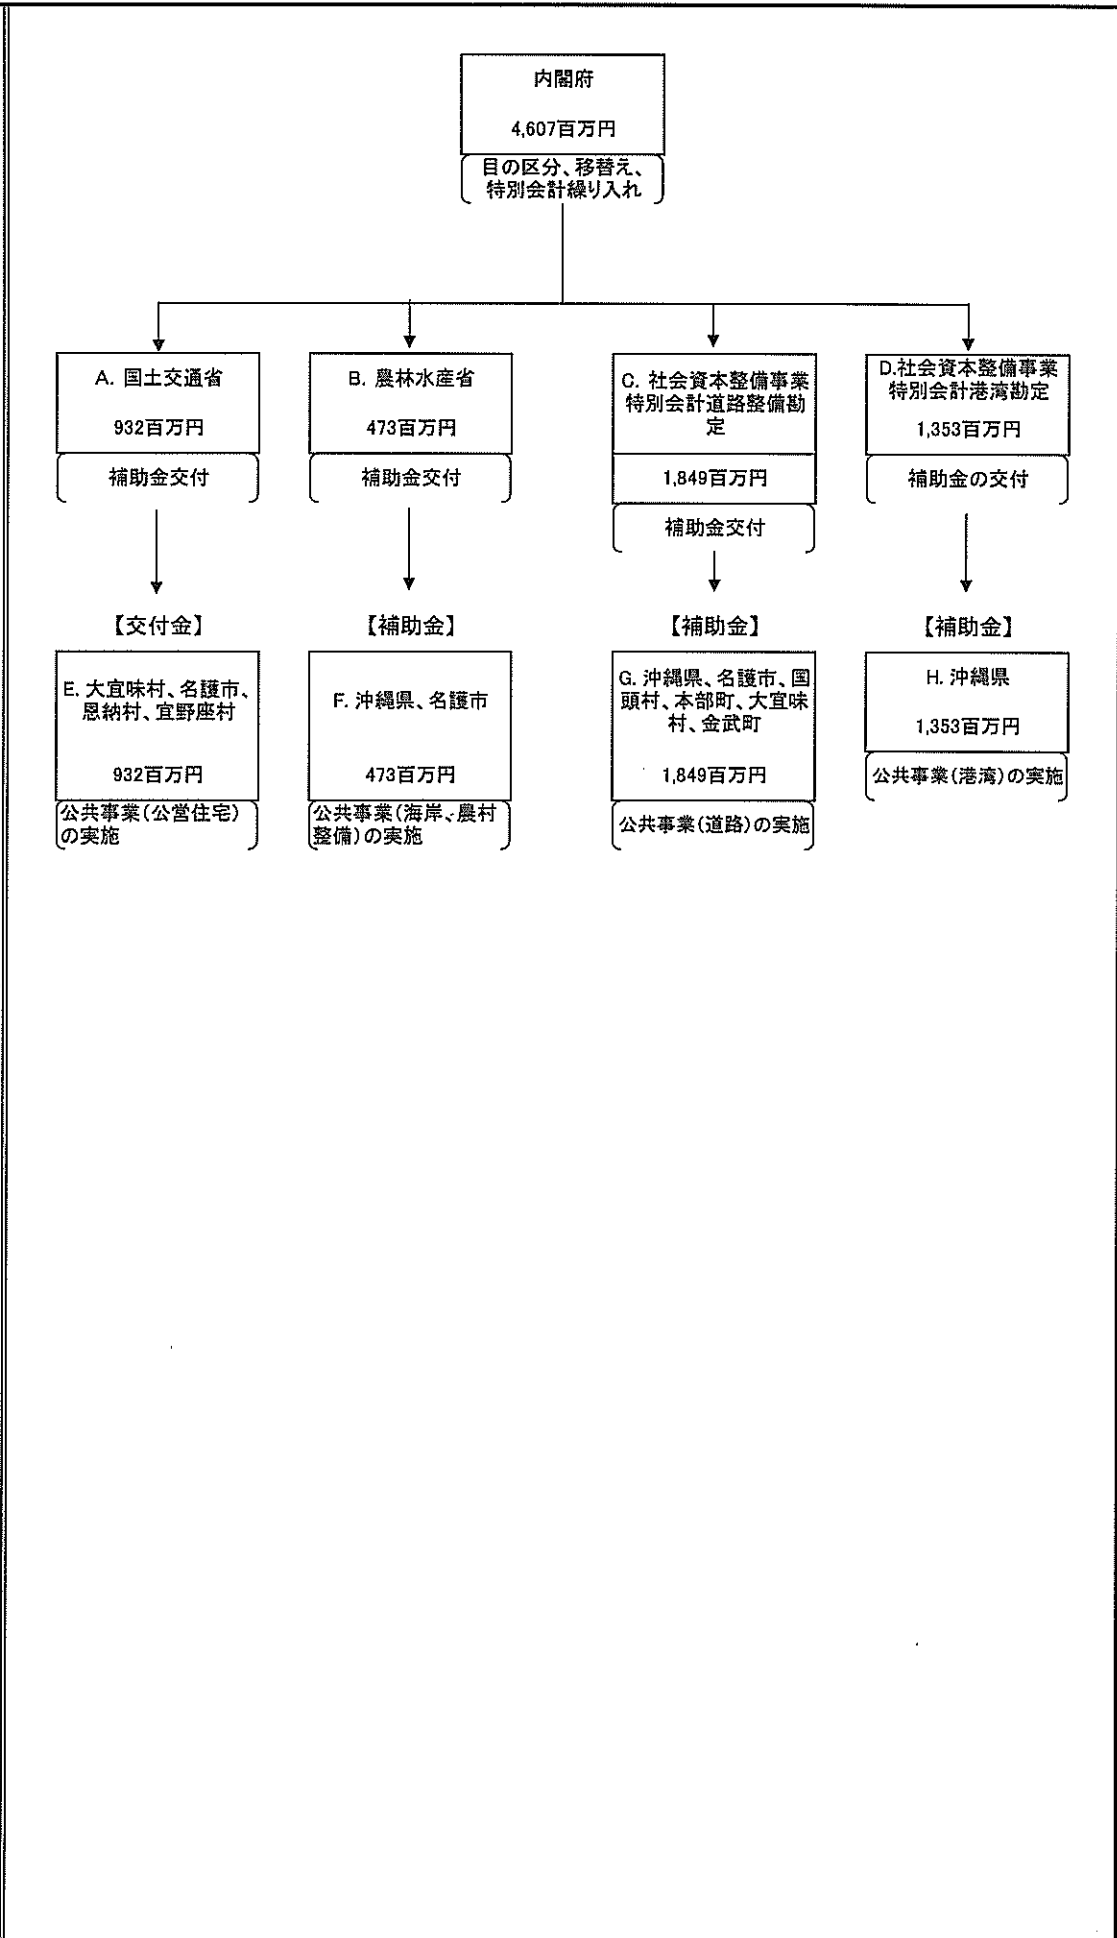 内閣府
4,607百万円
目の区分、移替え、
特別会計繰り入れ
A. 国土交通省
932百万円
補助金交付
B. 農林水産省
473百万円
補助金交付
C. 社会資本整備事業
特別会計道路整備勘
定
1,849百万円
補助金交付
D.社会資本整備事業
特別会計港湾勘定
1,353百万円
補助金の交付
【交付金】
E. 大宜味村、名護市、
恩納村、宜野座村
932百万円
公共事業(公営住宅)
の実施
【補助金】
F. 沖縄県、名護市
473百万円
公共事業(海岸、農村
整備)の実施
【補助金】
G. 沖縄県、名護市、国
頭村、本部町、大宜味
村、金武町
1,849百万円
公共事業(道路)の実施
【補助金】
H. 沖縄県
1,353百万円
公共事業(港湾)の実施